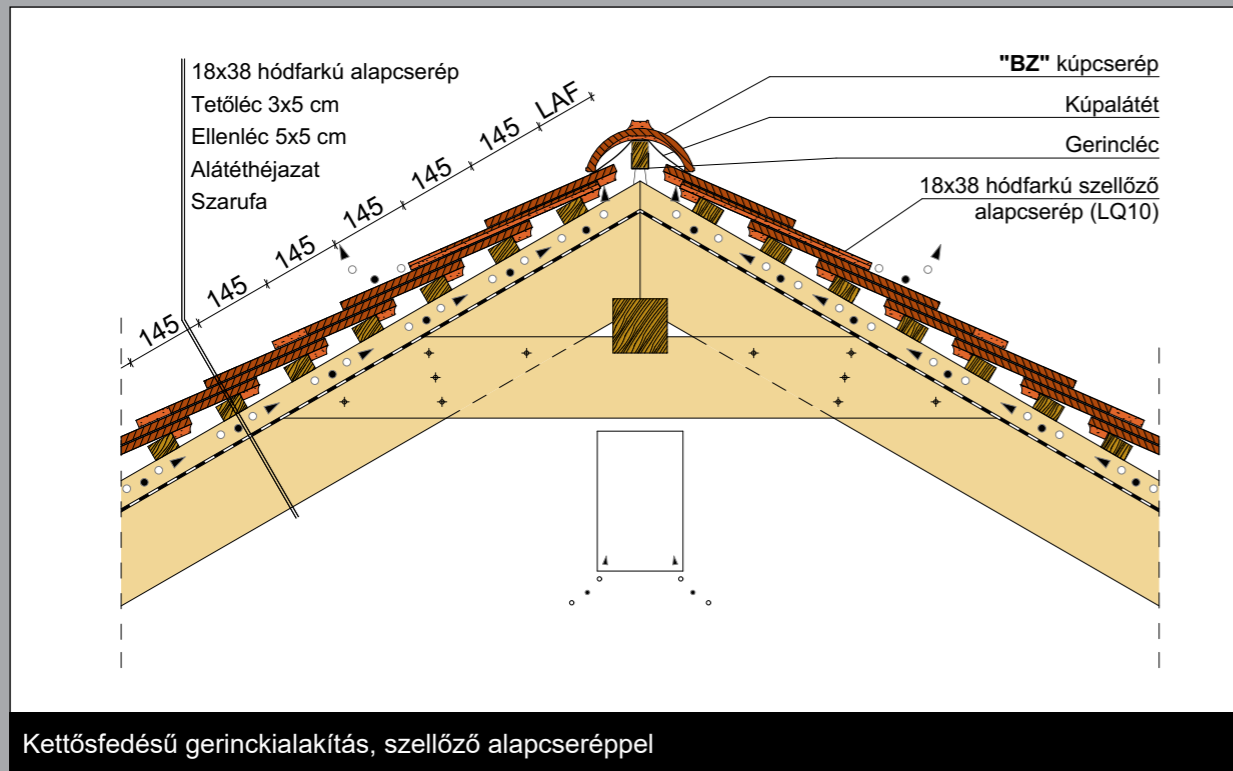 18x38 hódfarkú alapcserép
Tetőléc 3x5 cm
Ellenléc 5x5 cm
Alátéthéjazat
Szarufa
145
145
145
145
145
145
LAF
"BZ" kúpcserép
Kúpalátét
Gerincléc
18x38 hódfarkú szellőző
alapcserép (LQ10)
Kettősfedésű gerinckialakítás, szellőző alapcseréppel